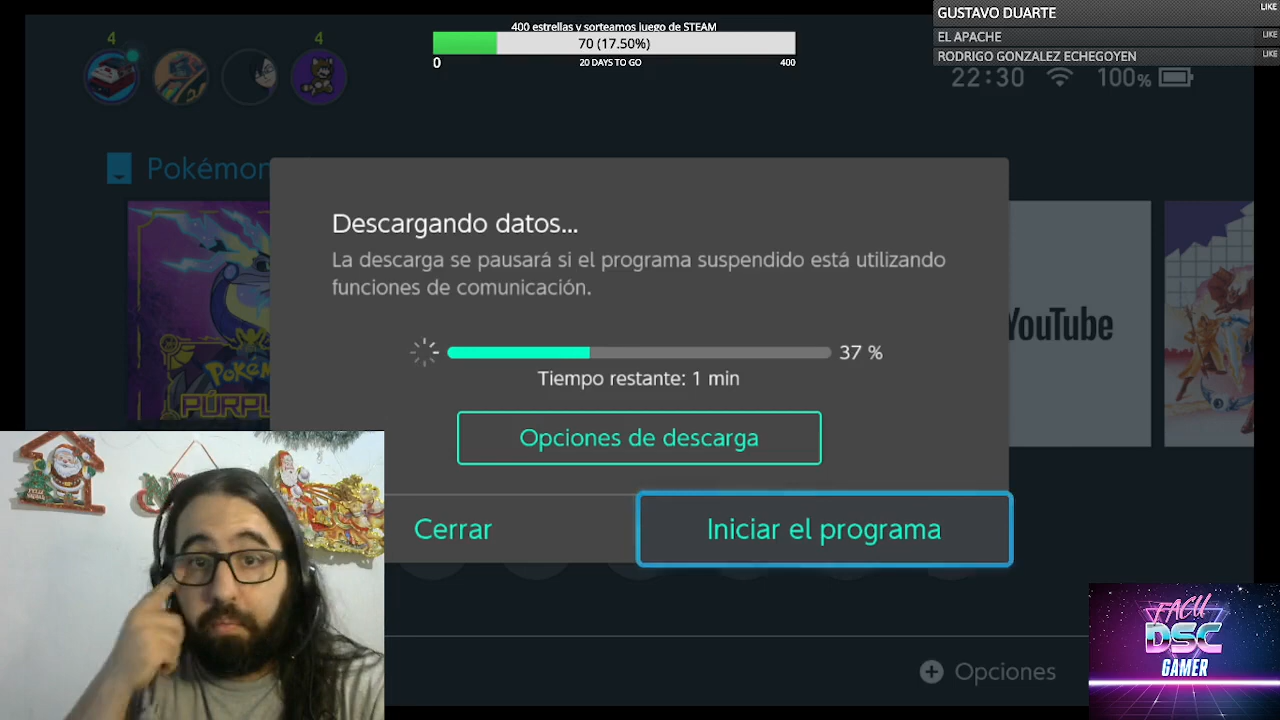 400 estrellas y sorteamos juego de STEAM
70 (17.50%)
0
20 DAYS TO GO
400
GUSTAVO DUARTE
LIKE
EL APACHE
LIKE
RODRIGO GONZALEZ ECHEGOYEN
LIKE
4
4
22:30
100%
Pokémon
Descargando datos...
La descarga se pausará si el programa suspendido está utilizando
funciones de comunicación.
37 %
Tiempo restante: 1 min
Opciones de descarga
Cerrar
Iniciar el programa
YouTube
Opciones
FACU
DSC
GAMER